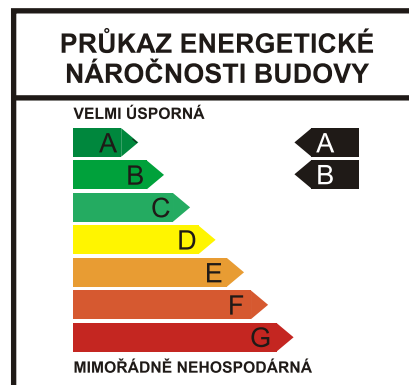 PRŮKAZ ENERGETICKÉ
NÁROČNOSTI BUDOVY
VELMI ÚSPORNÁ
A A
B B
C
D
E
F
G
MIMOŘÁDNĚ NEHOSPODÁRNÁ